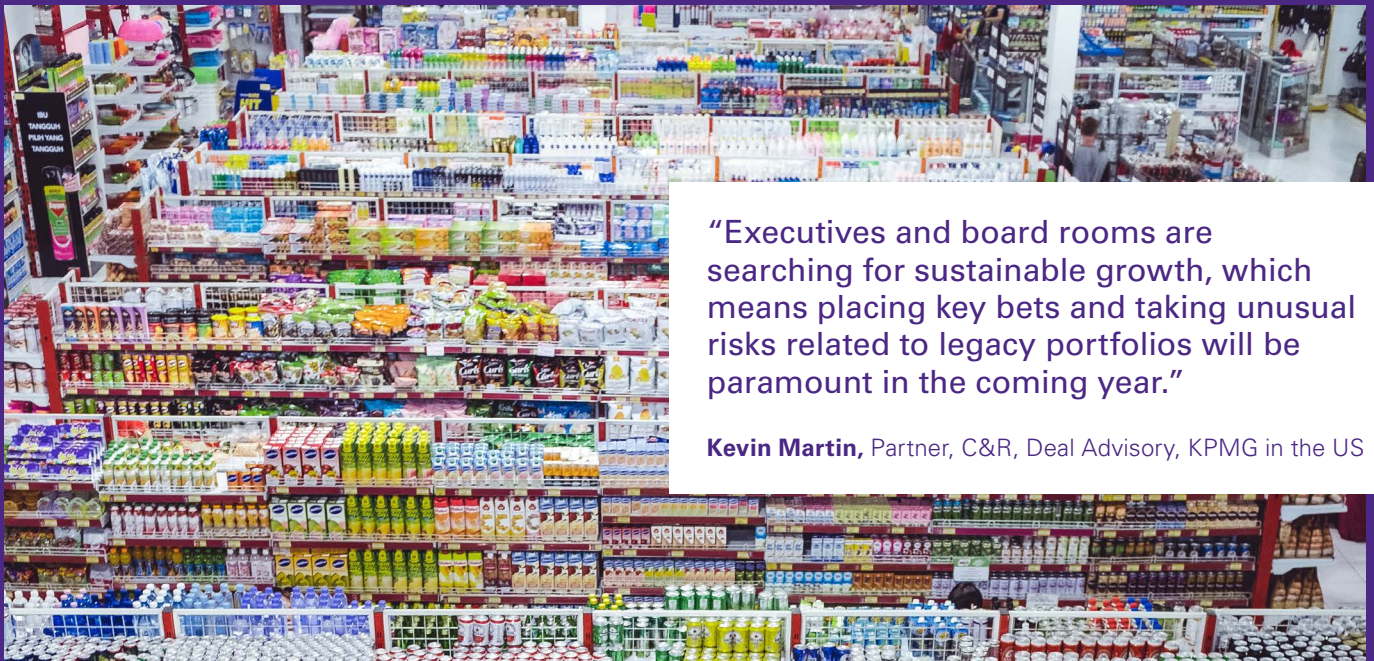 IBU
TANGGUH
PILIH YANG
TANGGUH
HIT
“Executives and board rooms are
searching for sustainable growth, which
means placing key bets and taking unusual
risks related to legacy portfolios will be
paramount in the coming year.”
Kevin Martin, Partner, C&R, Deal Advisory, KPMG in the US